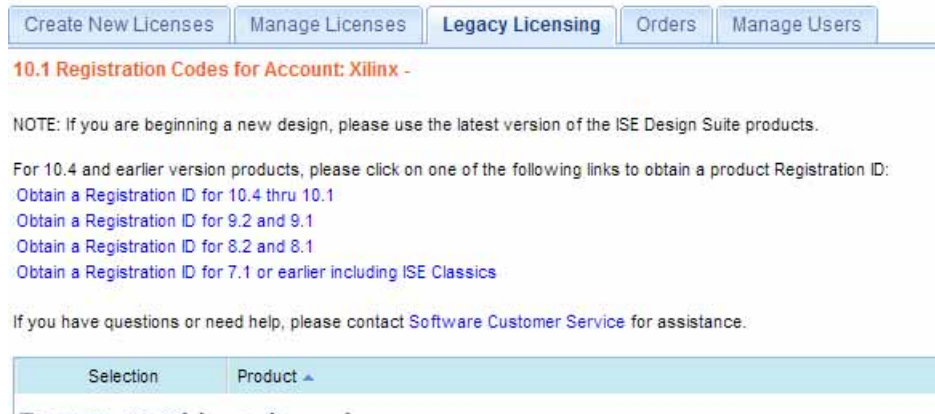 Create New Licenses Manage Licenses Legacy Licensing Orders Manage Users
10.1 Registration Codes for Account: Xilinx -
NOTE: If you are beginning a new design, please use the latest version of the ISE Design Suite products.
For 10.4 and earlier version products, please click on one of the following links to obtain a product Registration ID:
Obtain a Registration ID for 10.4 thru 10.1
Obtain a Registration ID for 9.2 and 9.1
Obtain a Registration ID for 8.2 and 8.1
Obtain a Registration ID for 7.1 or earlier including ISE Classics
If you have questions or need help, please contact Software Customer Service for assistance.
Selection Product